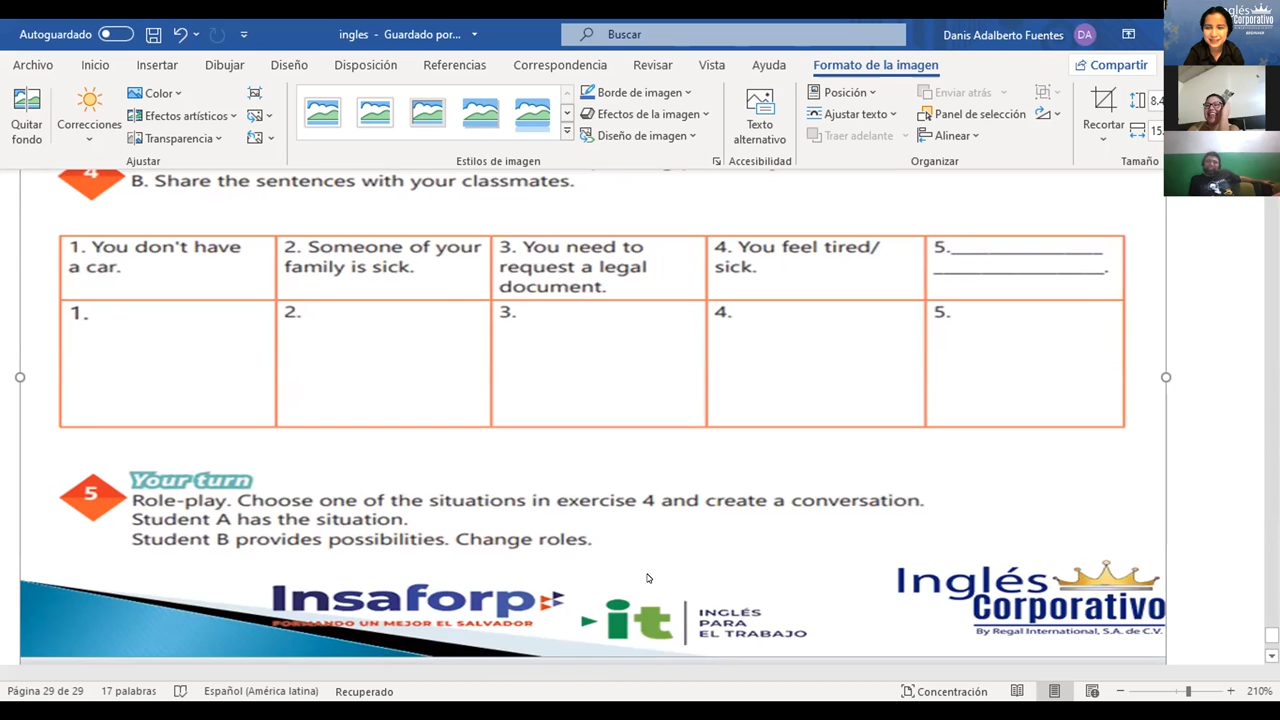 Autoguardado
ingles - Guardado por...
Buscar
Danis Adalberto Fuentes
DA
Archivo
Inicio
Insertar
Dibujar
Diseño
Disposición
Referencias
Correspondencia
Revisar
Vista
Ayuda
Formato de la imagen
Compartir
Quitar fondo
Correcciones
Color
Efectos artísticos
Transparencia
Ajustar
Estilos de imagen
Borde de imagen
Efectos de la imagen
Diseño de imagen
Texto alternativo
Accesibilidad
Posición
Ajustar texto
Traer adelante
Enviar atrás
Panel de selección
Alinear
Organizar
Recortar
8.4
15.
Tamaño
Inglés
Corporativo
4
B. Share the sentences with your classmates.
1. You don't have
a car.
2. Someone of your
family is sick.
3. You need to
request a legal
document.
4. You feel tired/
sick.
5.________________
____________________.
1.
2.
3.
4.
5.
5
Your turn
Role-play. Choose one of the situations in exercise 4 and create a conversation.
Student A has the situation.
Student B provides possibilities. Change roles.
Insaforp
FORMANDO UN MEJOR EL SALVADOR
it
INGLÉS
PARA
EL TRABAJO
Inglés
Corporativo
By Regal International, S.A. de C.V.
Página 29 de 29
17 palabras
Español (América latina)
Recuperado
Concentración
210%